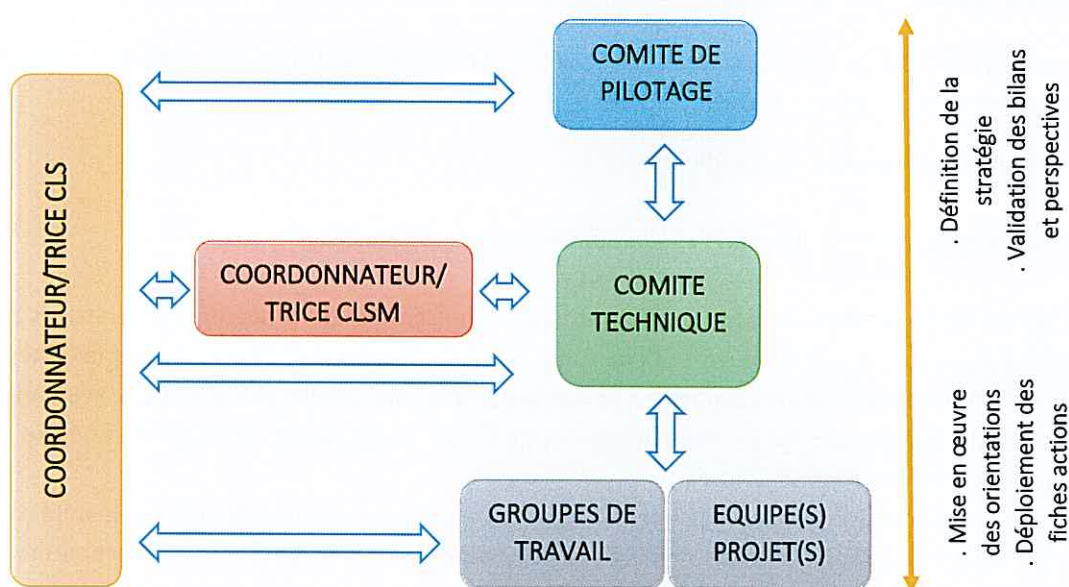 COMITE DE
PILOTAGE
COORDONNATEUR/TRICE CLS
COORDONNATEUR/
TRICE CLSM
COMITE
TECHNIQUE
GROUPES DE
TRAVAIL
EQUIPE(S)
PROJET(S)
. Définition de la
stratégie
. Validation des bilans
et perspectives
. Mise en œuvre
des orientations
. Déploiement des
fiches actions